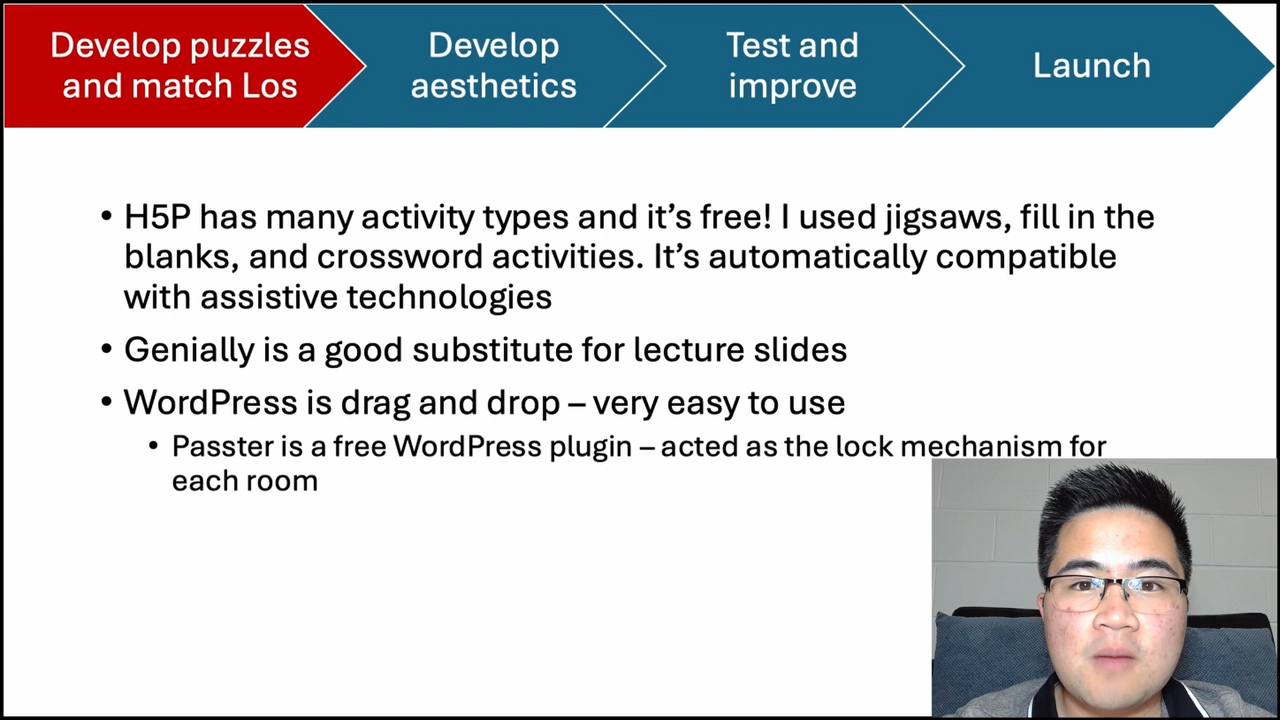 Develop puzzles
and match Los
Develop
aesthetics
Test and
improve
Launch
• H5P has many activity types and it’s free! I used jigsaws, fill in the
blanks, and crossword activities. It’s automatically compatible
with assistive technologies
• Genially is a good substitute for lecture slides
• WordPress is drag and drop – very easy to use
• Passter is a free WordPress plugin – acted as the lock mechanism for
each room